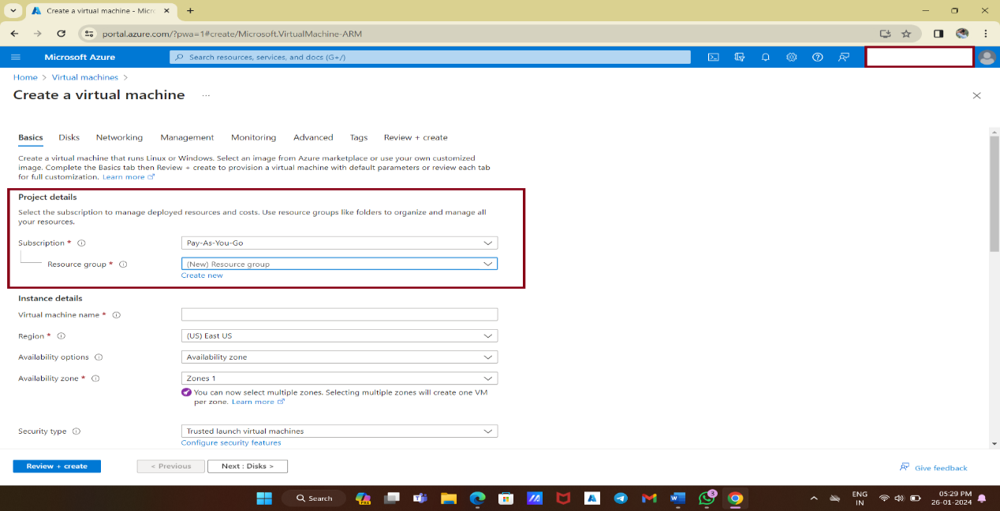 Create a virtual machine - Micr
portal.azure.com/?pwa=1#create/Microsoft.VirtualMachine-ARM
Microsoft Azure
Search resources, services, and docs (G+/)
Home > Virtual machines >
Create a virtual machine ...
Basics Disks Networking Management Monitoring Advanced Tags Review + create
Create a virtual machine that runs Linux or Windows. Select an image from Azure marketplace or use your own customized
image. Complete the Basics tab then Review + create to provision a virtual machine with default parameters or review each tab
for full customization. Learn more
Project details
Select the subscription to manage deployed resources and costs. Use resource groups like folders to organize and manage all
your resources.
Subscription *
Pay-As-You-Go
Resource group *
(New) Resource group
Create new
Instance details
Virtual machine name *
Region *
(US) East US
Availability options
Availability zone
Availability zone *
Zones 1
You can now select multiple zones. Selecting multiple zones will create one VM
per zone. Learn more
Security type
Trusted launch virtual machines
Configure security features
Review + create
< Previous
Next : Disks >
Give feedback
Search
PRE
3
ENG
IN
05:29 PM
26-01-2024